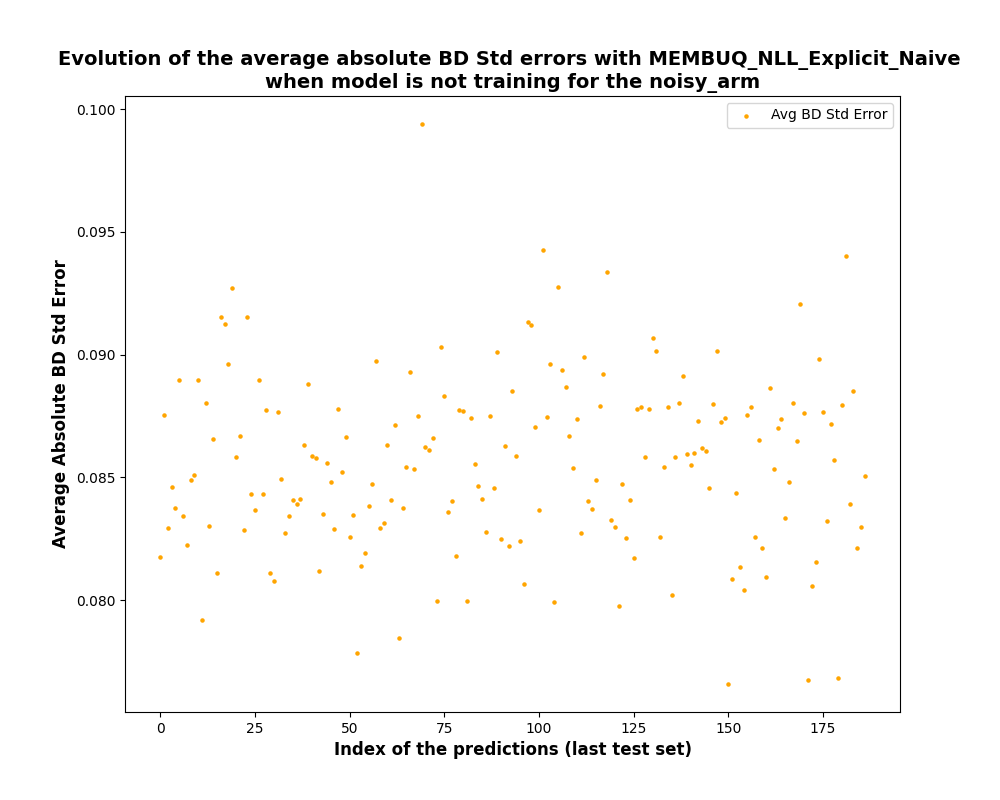 Evolution of the average absolute BD Std errors with MEMBUQ_NLL_Explicit_Naive
when model is not training for the noisy_arm
Avg BD Std Error
0.100
0.095
0.090
0.085
0.080
Average Absolute BD Std Error
0 25 50 75 100 125 150 175
Index of the predictions (last test set)